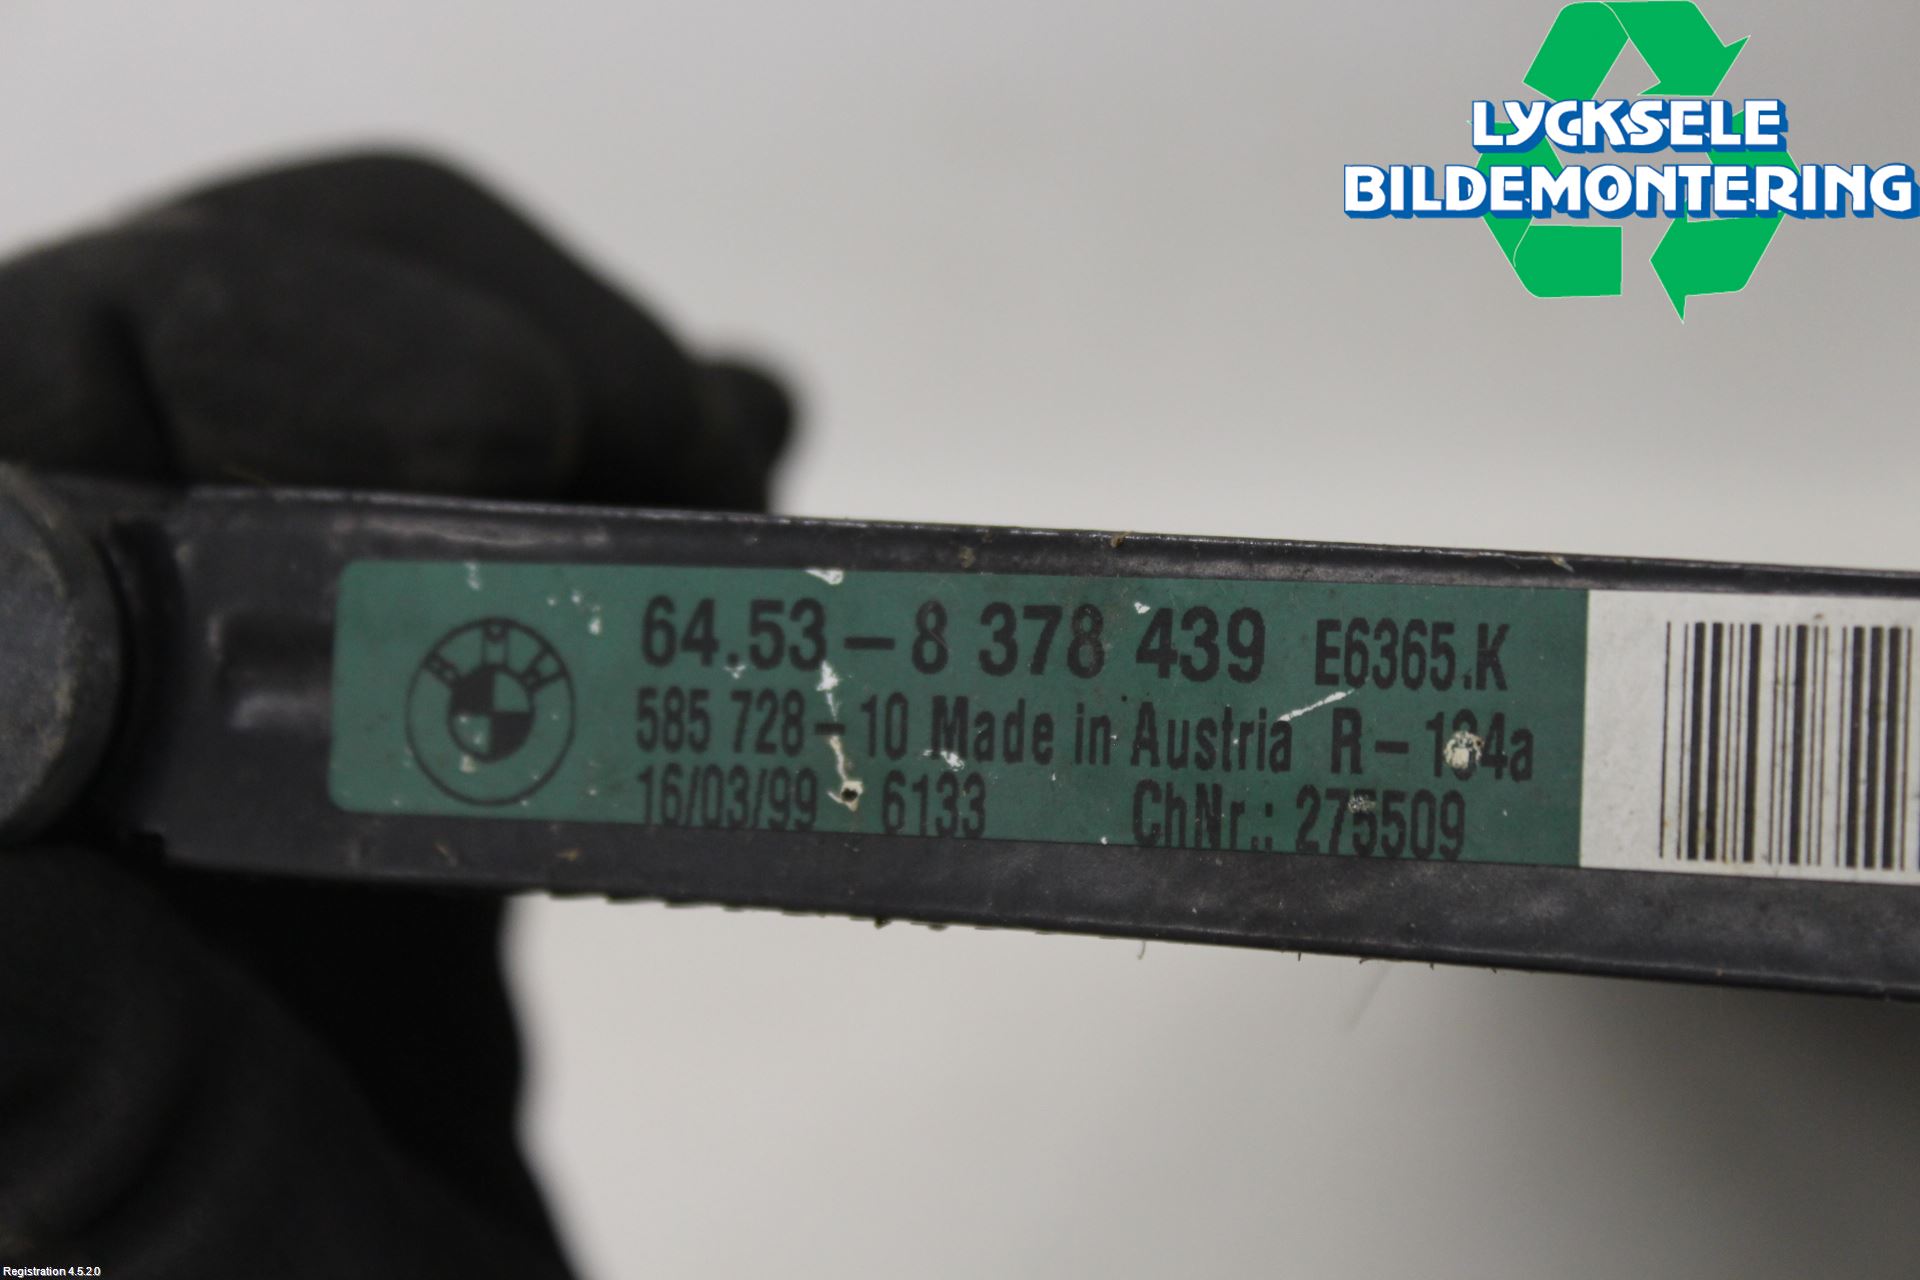 LYCKSELE
BILDEMONTERING
BMW
64.53-8 378 439 E6365.K
585 728-10 Made in Austria R-134a
16/03/99 6133 ChNr.: 275509
Registration 4.5.2.0